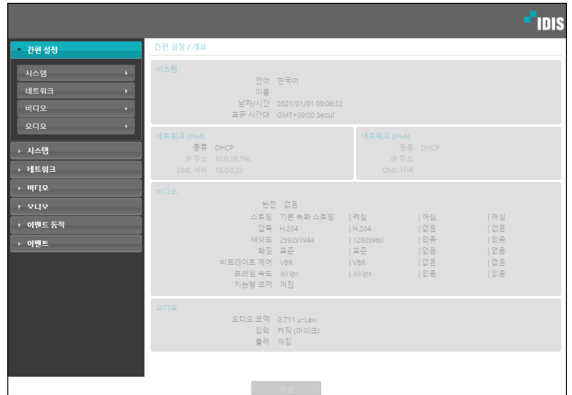 IDIS
간편 설정
시스템
네트워크
비디오
오디오
시스템
네트워크
비디오
오디오
이벤트 동작
이벤트
간편 설정 / 개요
시스템
언어 한국어
이름
날짜/시간 2021/01/01 09:06:32
표준 시간대 GMT+09:00 Seoul
네트워크 (IPv4)
종류 DHCP
IP 주소
DNS 서버 10.0.0.23
네트워크
종류 DHCP
IP 주소
DNS 서버
비디오
반전 없음
스트림 기본 녹화 스트림 | 켜짐 | 꺼짐 | 꺼짐
압축 H.264 | H.264 | 없음 | 없음
해상도 2592x1944 | 1280x960 | 없음 | 없음
화질 표준 | 표준 | 없음 | 없음
비트레이트 제어 VBR | VBR | 없음 | 없음
프레임 속도 30 ips | 30 ips | 없음 | 없음
지능형 코덱 꺼짐
오디오
오디오 코덱 G.711 μ-Law
입력 켜짐 (마이크)
출력 꺼짐